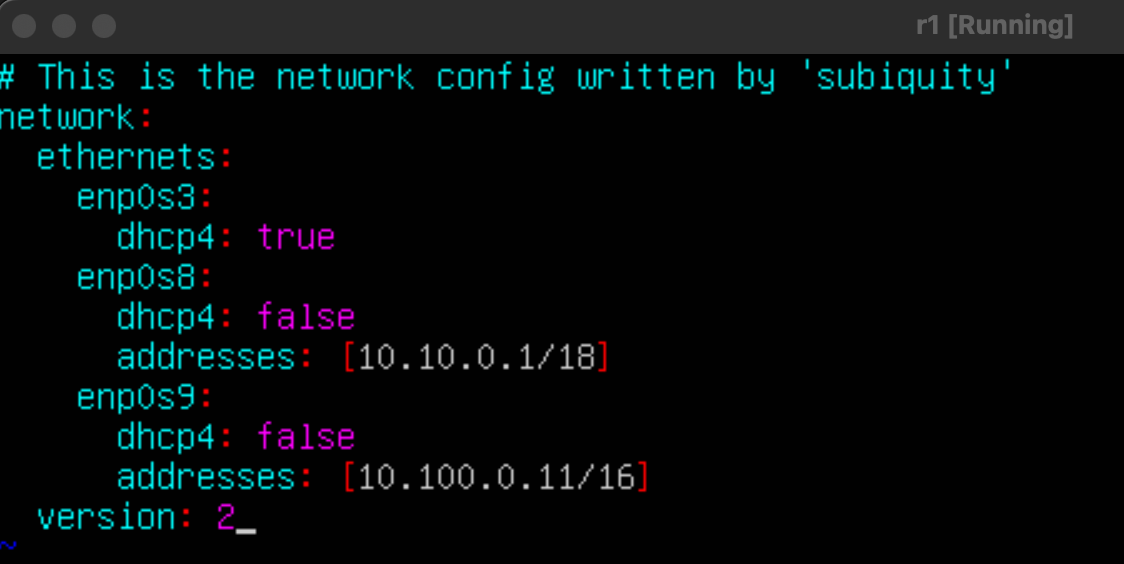 r1 [Running]
# This is the network config written by 'subiquity'
network:
  ethernets:
    enp0s3:
      dhcp4: true
    enp0s8:
      dhcp4: false
      addresses: [10.10.0.1/18]
    enp0s9:
      dhcp4: false
      addresses: [10.100.0.11/16]
  version: 2
~